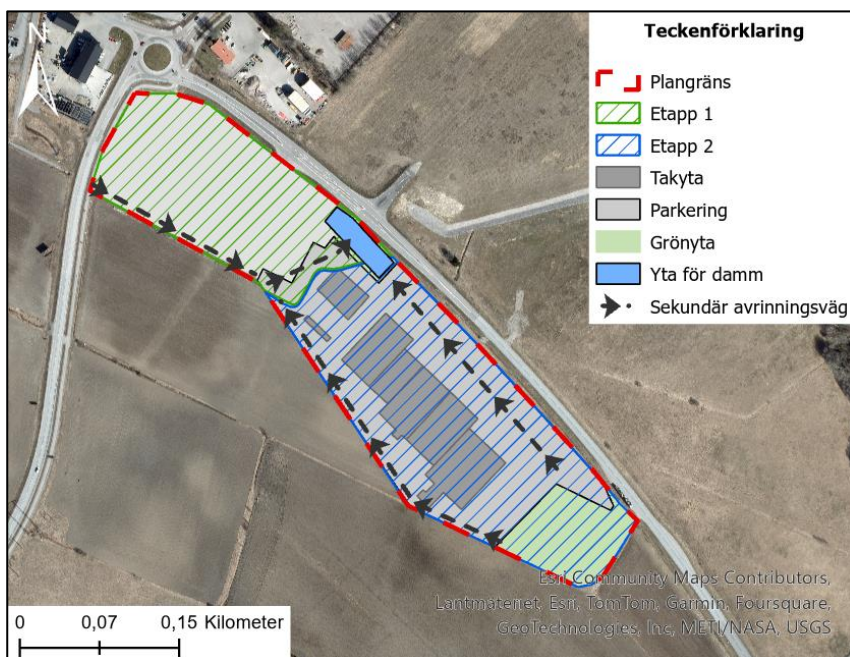 N
Teckenförklaring
Plangräns
Etapp 1
Etapp 2
Takyta
Parkering
Grönyta
Yta för damm
Sekundär avrinningsväg
Esri Community Maps Contributors,
Lantmäteriet, Esri, TomTom, Garmin, Foursquare,
GeoTechnologies, Inc, METI/NASA, USGS
0 0,07 0,15 Kilometer